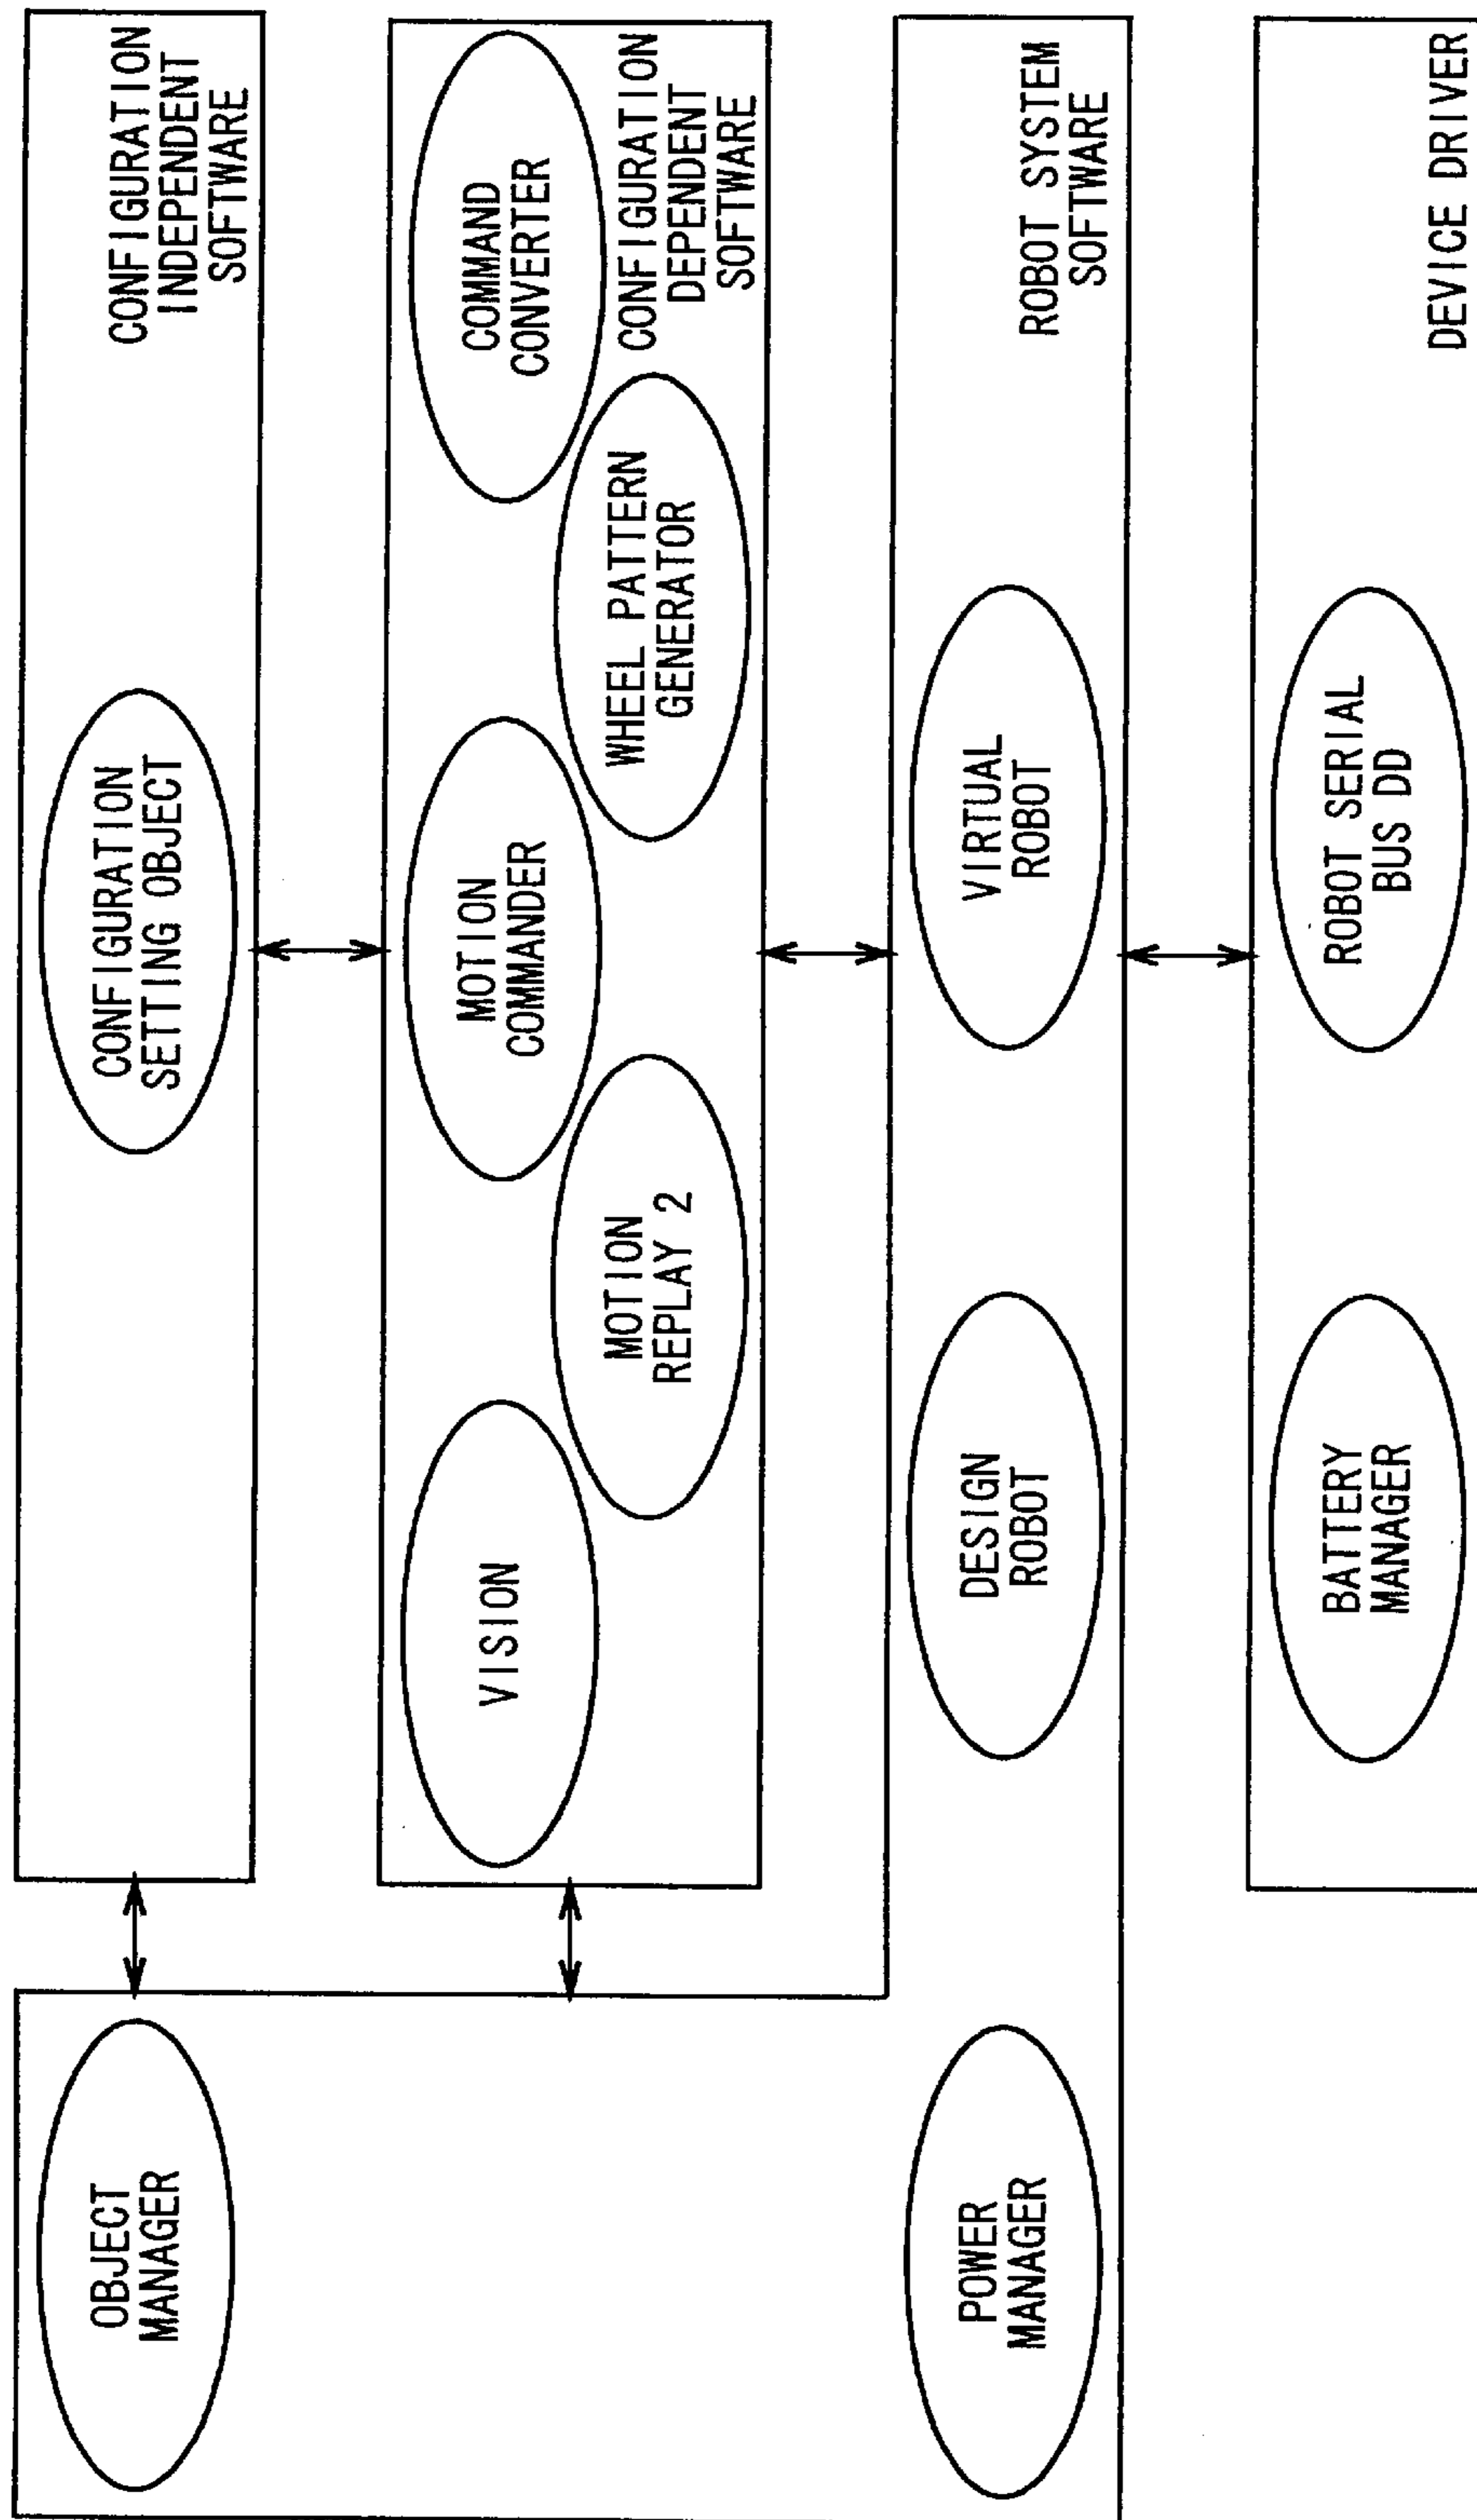 CONFIGURATION
SETTING OBJECT
CONFIGURATION
INDEPENDENT
SOFTWARE
OBJECT
MANAGER
VISION
MOTION
COMMANDER
COMMAND
CONVERTER
MOTION
REPLAY 2
WHEEL PATTERN
GENERATOR
CONFIGURATION
DEPENDENT
SOFTWARE
POWER
MANAGER
DESIGN
ROBOT
VIRTUAL
ROBOT
ROBOT SYSTEM
SOFTWARE
BATTERY
MANAGER
ROBOT SERIAL
BUS DD
DEVICE DRIVER